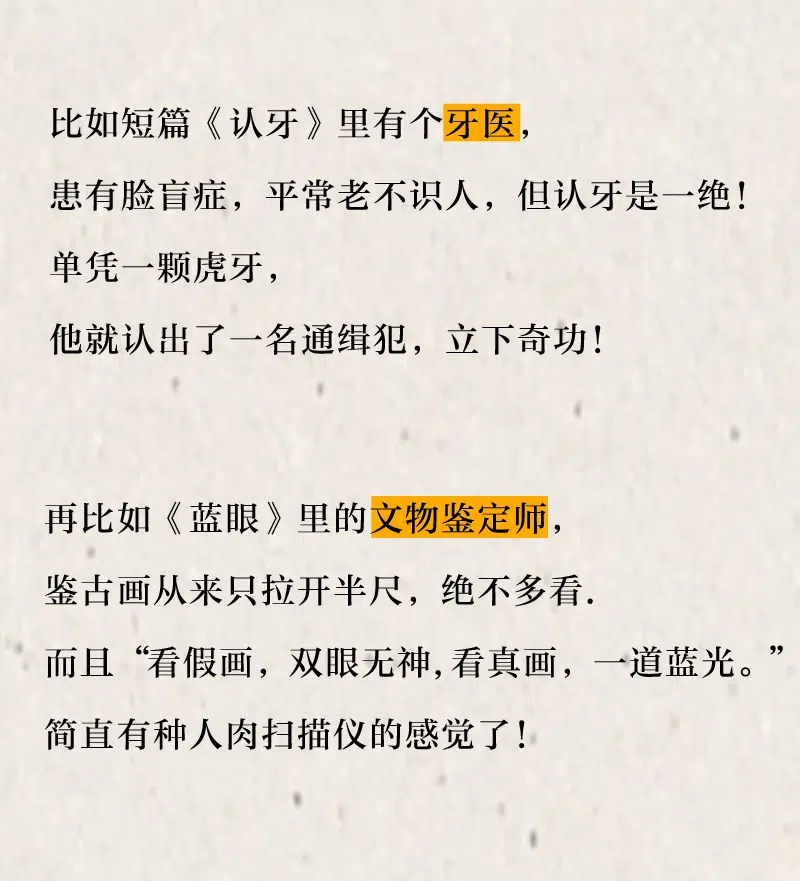 比如短篇《认牙》里有个牙医，
患有脸盲症，平常老不识人，但认牙是一绝！
单凭一颗虎牙，
他就认出了一名通缉犯，立下奇功！
再比如《蓝眼》里的文物鉴定师，
鉴古画从来只拉开半尺，绝不多看.
而且“看假画，双眼无神，看真画，一道蓝光。”
简直有种人肉扫描仪的感觉了！